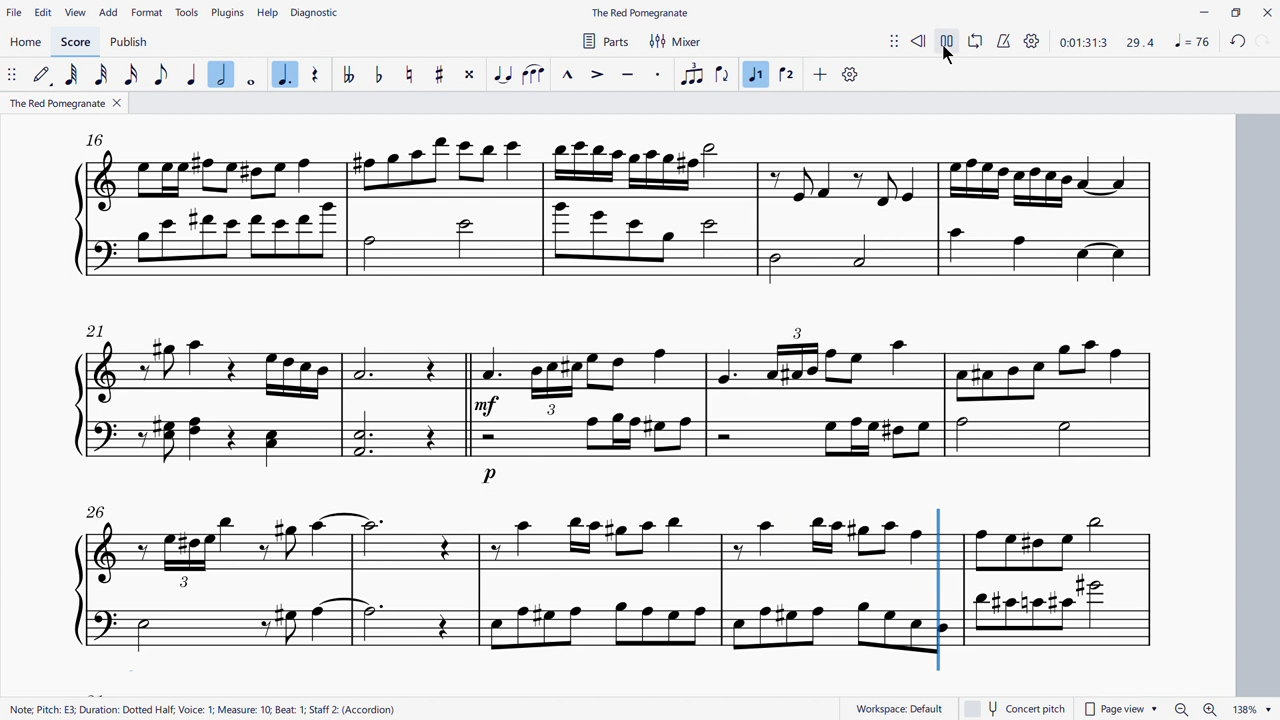 File Edit View Add Format Tools Plugins Help Diagnostic
The Red Pomegranate
Home Score Publish
Parts Mixer
0:01:31:3 29 . 4 = 76
The Red Pomegranate
16
21
3
mf
3
p
26
3
Note; Pitch: E3; Duration: Dotted Half; Voice: 1; Measure: 10; Beat: 1; Staff 2: (Accordion)
Workspace: Default Concert pitch Page view 138%